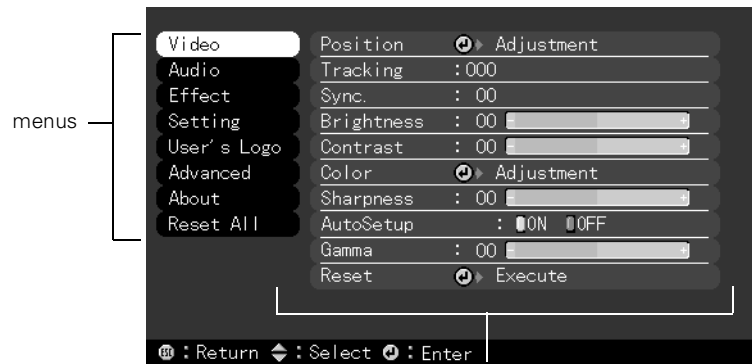 menus
Video
Audio
Effect
Setting
User's Logo
Advanced
About
Reset All
Position Adjustment
Tracking :000
Sync. : 00
Brightness : 00 - +
Contrast : 00 - +
Color Adjustment
Sharpness : 00 - +
AutoSetup : ON OFF
Gamma : 00 - +
Reset Execute
ESC :Return :Select :Enter